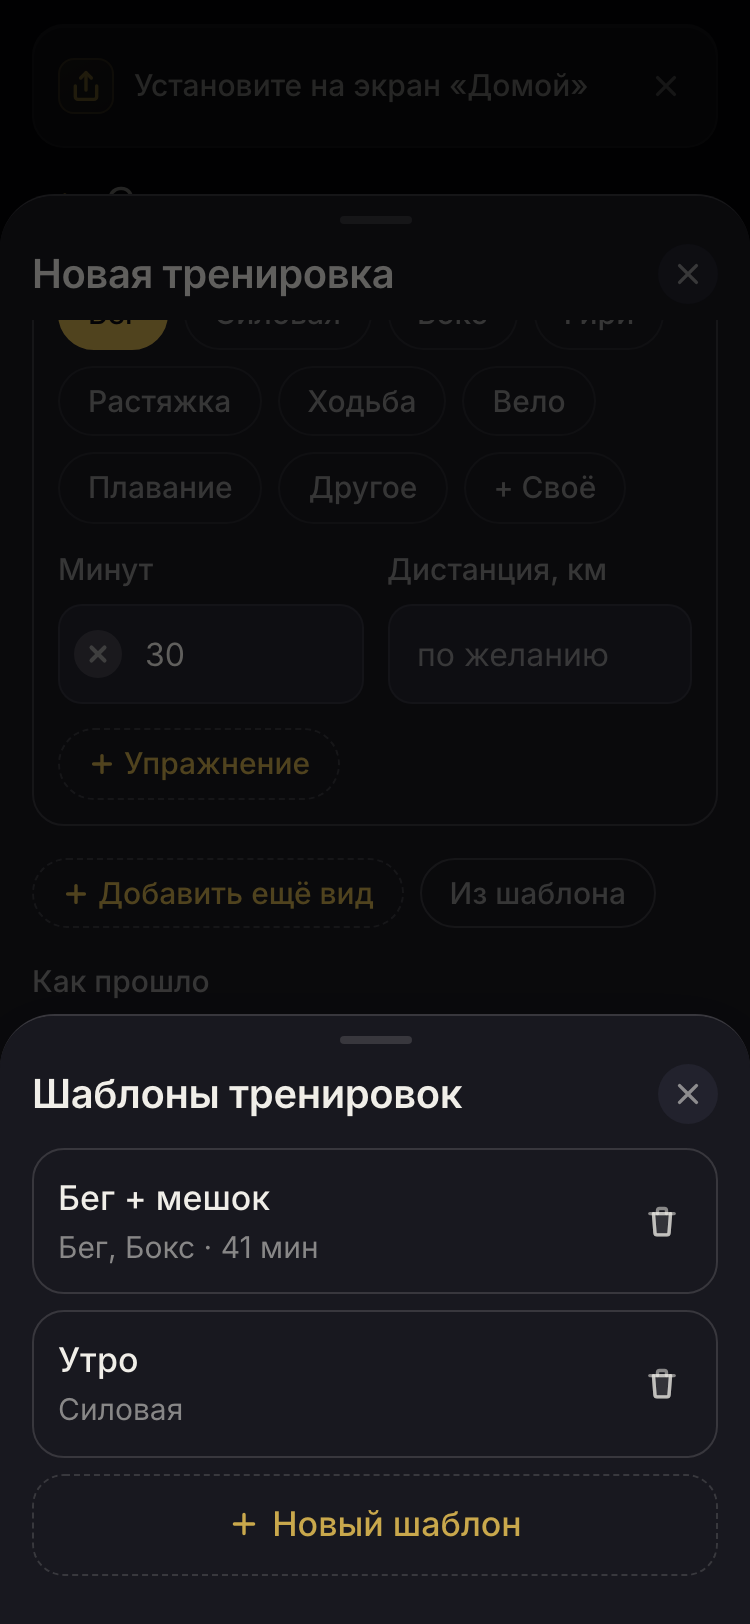 Установите на экран «Домой»
Новая тренировка
Растяжка
Ходьба
Вело
Плавание
Другое
+ Своё
Минут
Дистанция, км
30
по желанию
+ Упражнение
+ Добавить ещё вид
Из шаблона
Как прошло
Шаблоны тренировок
Бег + мешок
Бег, Бокс · 41 мин
Утро
Силовая
+ Новый шаблон